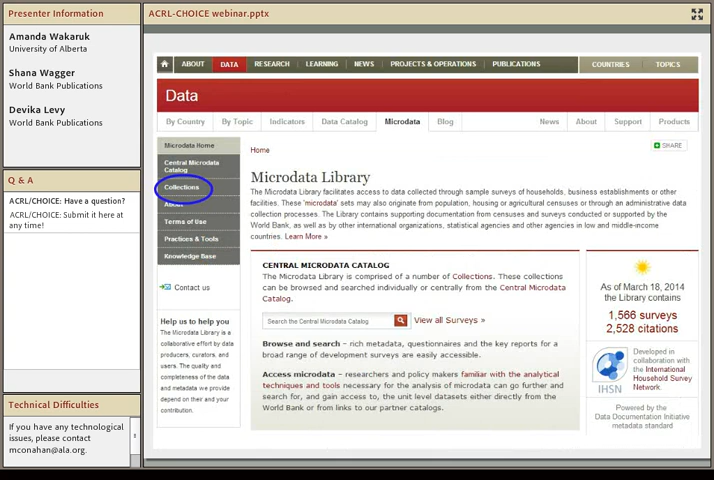 Presenter Information
Amanda Wakaruk
University of Alberta
Shana Wagger
World Bank Publications
Devika Levy
World Bank Publications
Q & A
ACRL/CHOICE: Have a question?
ACRL/CHOICE: Submit it here at
any time!
Technical Difficulties
If you have any technological
issues, please contact
mconahan@ala.org.
ACRL-CHOICE webinar.pptx
ABOUT DATA RESEARCH LEARNING NEWS PROJECTS & OPERATIONS PUBLICATIONS COUNTRIES TOPICS
Data
By Country By Topic Indicators Data Catalog Microdata Blog News About Support Products
Microdata Home
Central Microdata
Catalog
Collections
About
Terms of Use
Practices & Tools
Knowledge Base
Contact us
Help us to help you
The Microdata Library is a
collaborative effort by data
producers, curators, and
users. The quality and
completeness of the data
and metadata we provide
depend on their and your
contribution.
Home
SHARE
Microdata Library
The Microdata Library facilitates access to data collected through sample surveys of households, business establishments or other
facilities. These 'microdata' sets may also originate from population, housing or agricultural censuses or through an administrative
data collection processes. The Library contains supporting documentation from censuses and surveys conducted or supported by the
World Bank, as well as by other international organizations, statistical agencies and other agencies in low and middle-income
countries. Learn More »
CENTRAL MICRODATA CATALOG
The Microdata Library is comprised of a number of Collections. These collections
can be browsed and searched individually or centrally from the Central Microdata
Catalog.
Search the Central Microdata Catalog
View all Surveys »
Browse and search – rich metadata, questionnaires and the key reports for a
broad range of development surveys are easily accessible.
Access microdata – researchers and policy makers familiar with the analytical
techniques and tools necessary for the analysis of microdata can go further and
search for, and gain access to, the unit level datasets either directly from the
World Bank or from links to our partner catalogs.
As of March 18, 2014
the Library contains
1,566 surveys
2,528 citations
IHSN
Developed in
collaboration with
the International
Household Survey
Network.
Powered by the
Data Documentation Initiative
metadata standard